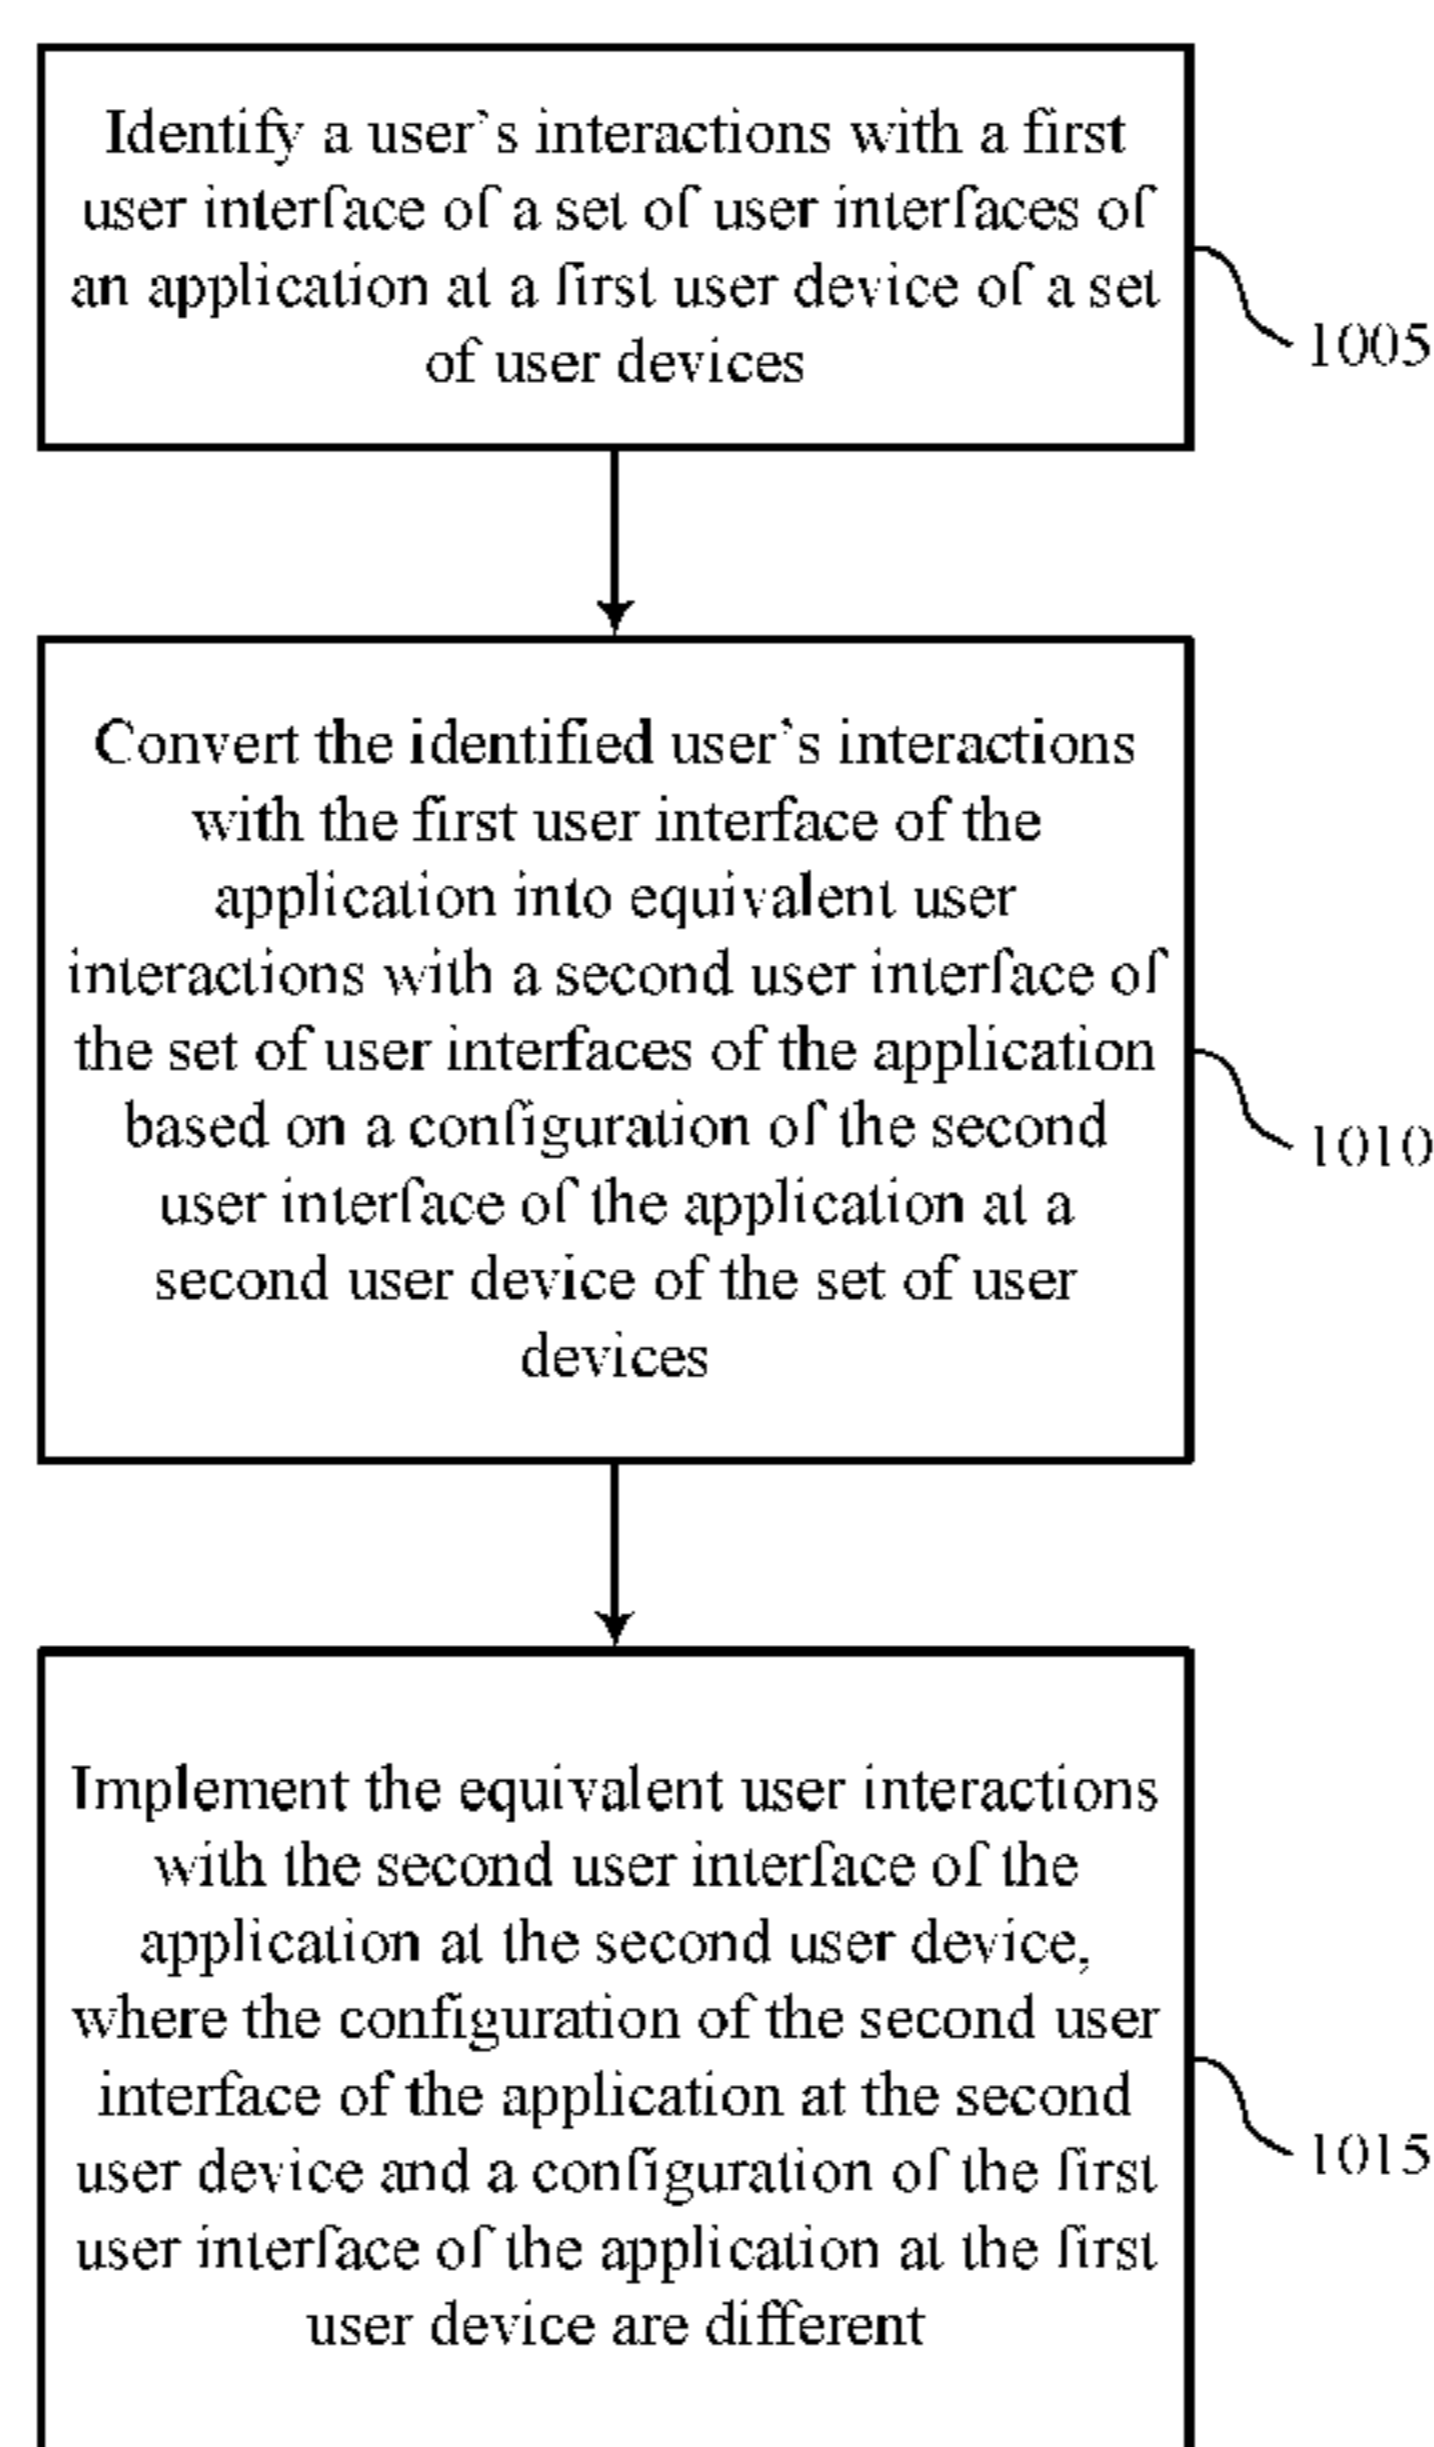 Identify a user's interactions with a first
user interface of a set of user interfaces of
an application at a first user device of a set
of user devices
1005
Convert the identified user's interactions
with the first user interface of the
application into equivalent user
interactions with a second user interface of
the set of user interfaces of the application
based on a configuration of the second
user interface of the application at a
second user device of the set of user
devices
1010
Implement the equivalent user interactions
with the second user interface of the
application at the second user device,
where the configuration of the second user
interface of the application at the second
user device and a configuration of the first
user interface of the application at the first
user device are different
1015